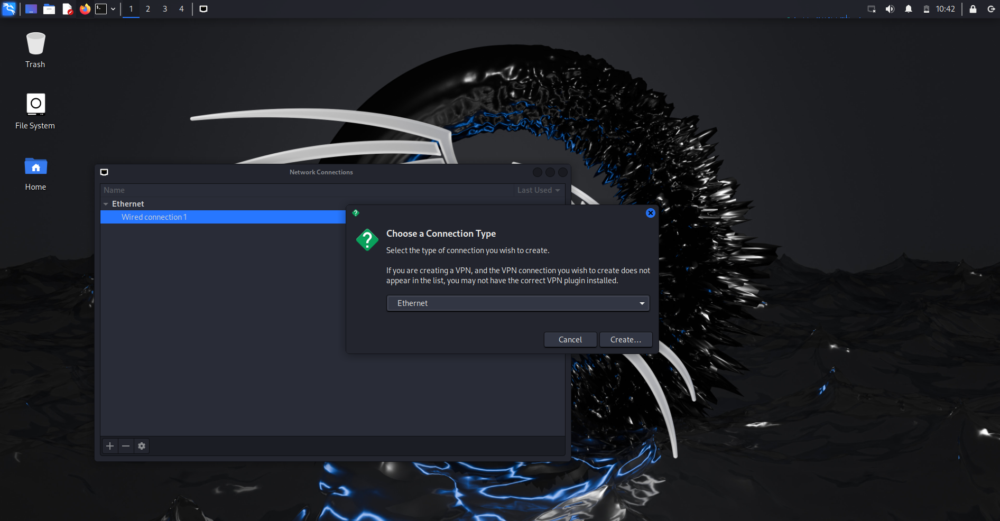 1 2 3 4
10:42
Trash
File System
Home
Network Connections
Name Last Used
Ethernet
Wired connection 1
Choose a Connection Type
Select the type of connection you wish to create.
If you are creating a VPN, and the VPN connection you wish to create does not
appear in the list, you may not have the correct VPN plugin installed.
Ethernet
Cancel Create...